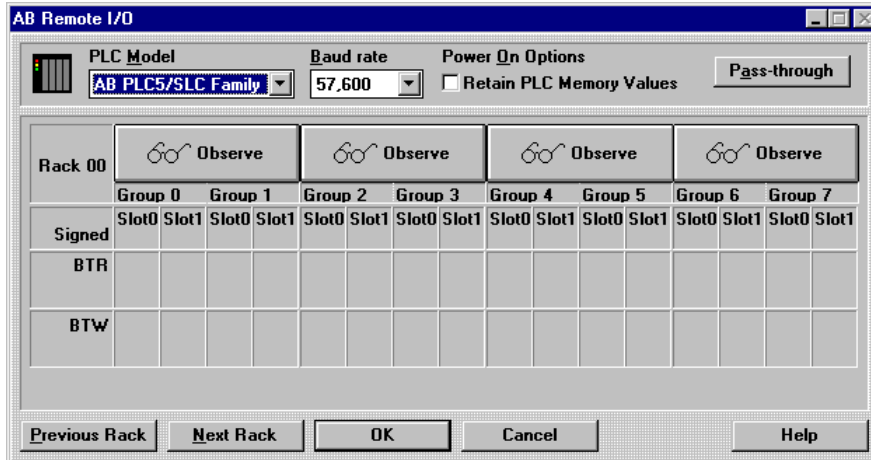 AB Remote I/O
PLC Model Baud rate Power On Options
AB PLC5/SLC Family 57,600 Retain PLC Memory Values Pass-through
Rack 00 Observe Observe Observe Observe
Group 0 Group 1 Group 2 Group 3 Group 4 Group 5 Group 6 Group 7
Signed Slot0 Slot1 Slot0 Slot1 Slot0 Slot1 Slot0 Slot1 Slot0 Slot1 Slot0 Slot1 Slot0 Slot1 Slot0 Slot1
BTR
BTW
Previous Rack Next Rack OK Cancel Help